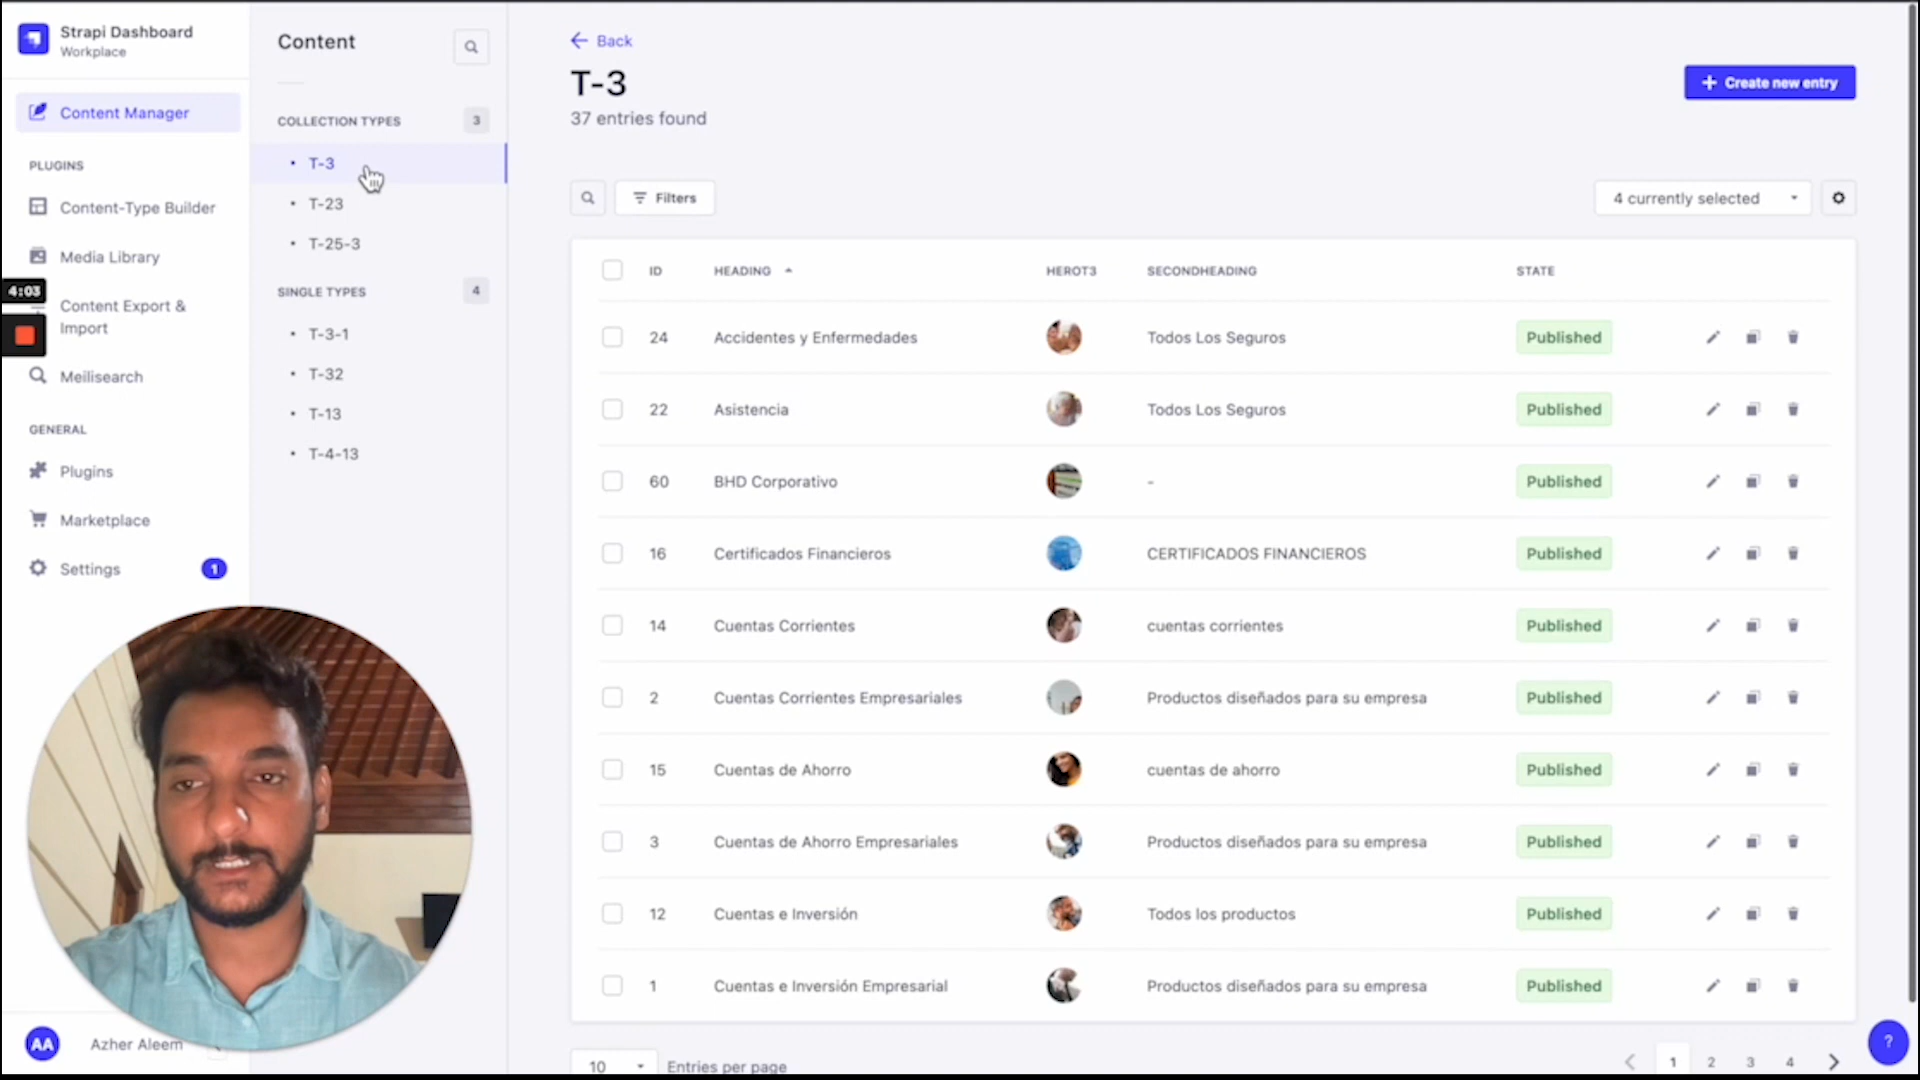 Strapi Dashboard
Workplace
Content Manager
PLUGINS
Content-Type Builder
Media Library
4:03
Content Export &
Import
Meilisearch
GENERAL
Plugins
Marketplace
Settings
1
AA
Azher Aleem
Content
COLLECTION TYPES
3
T-3
T-23
T-25-3
SINGLE TYPES
4
T-3-1
T-32
T-13
T-4-13
Back
T-3
37 entries found
Create new entry
Filters
4 currently selected
ID HEADING HEROT3 SECONDHEADING STATE
24 Accidentes y Enfermedades Todos Los Seguros Published
22 Asistencia Todos Los Seguros Published
60 BHD Corporativo - Published
16 Certificados Financieros CERTIFICADOS FINANCIEROS Published
14 Cuentas Corrientes cuentas corrientes Published
2 Cuentas Corrientes Empresariales Productos diseñados para su empresa Published
15 Cuentas de Ahorro cuentas de ahorro Published
3 Cuentas de Ahorro Empresariales Productos diseñados para su empresa Published
12 Cuentas e Inversión Todos los productos Published
1 Cuentas e Inversión Empresarial Productos diseñados para su empresa Published
10 Entries per page
1 2 3 4
?